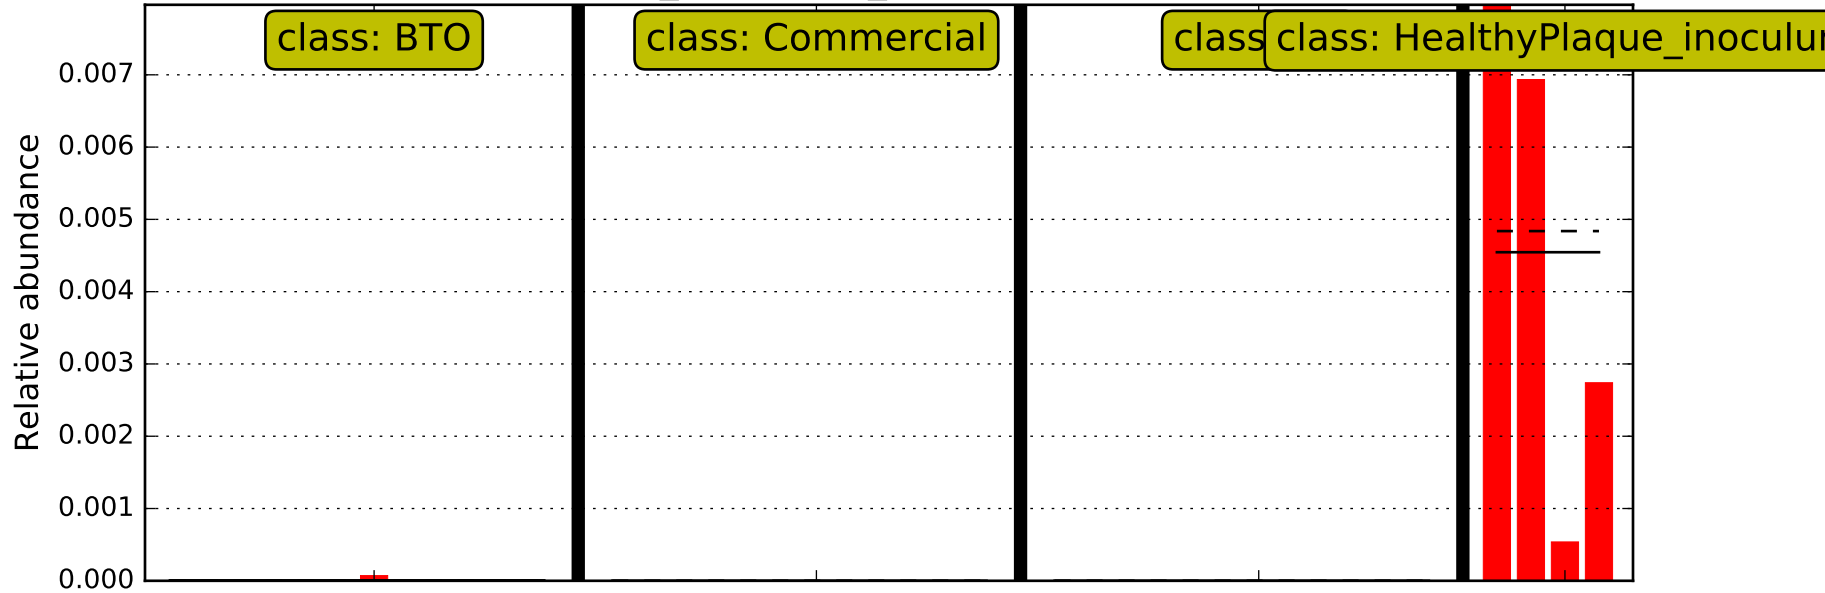 class: BTO
class: Commercial
class
class: HealthyPlaque_inoculu
0.007
0.006
0.005
0.004
0.003
0.002
0.001
0.000
Relative abundance